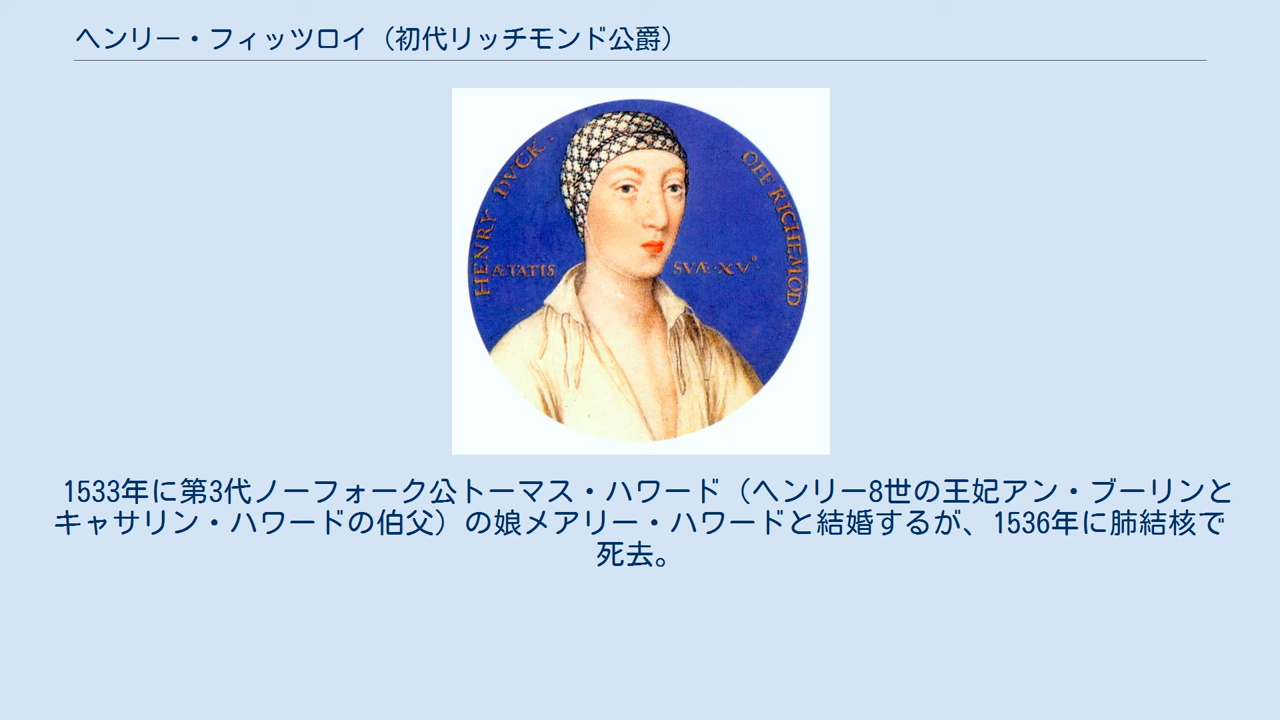 ヘンリー・フィッツロイ（初代リッチモンド公爵）
HENRY DVCK · OFF RICHEMŌD
ÆTATIS SVÆ·XV°·
1533年に第3代ノーフォーク公トーマス・ハワード（ヘンリー8世の王妃アン・ブーリンと
キャサリン・ハワードの伯父）の娘メアリー・ハワードと結婚するが、1536年に肺結核で
死去。